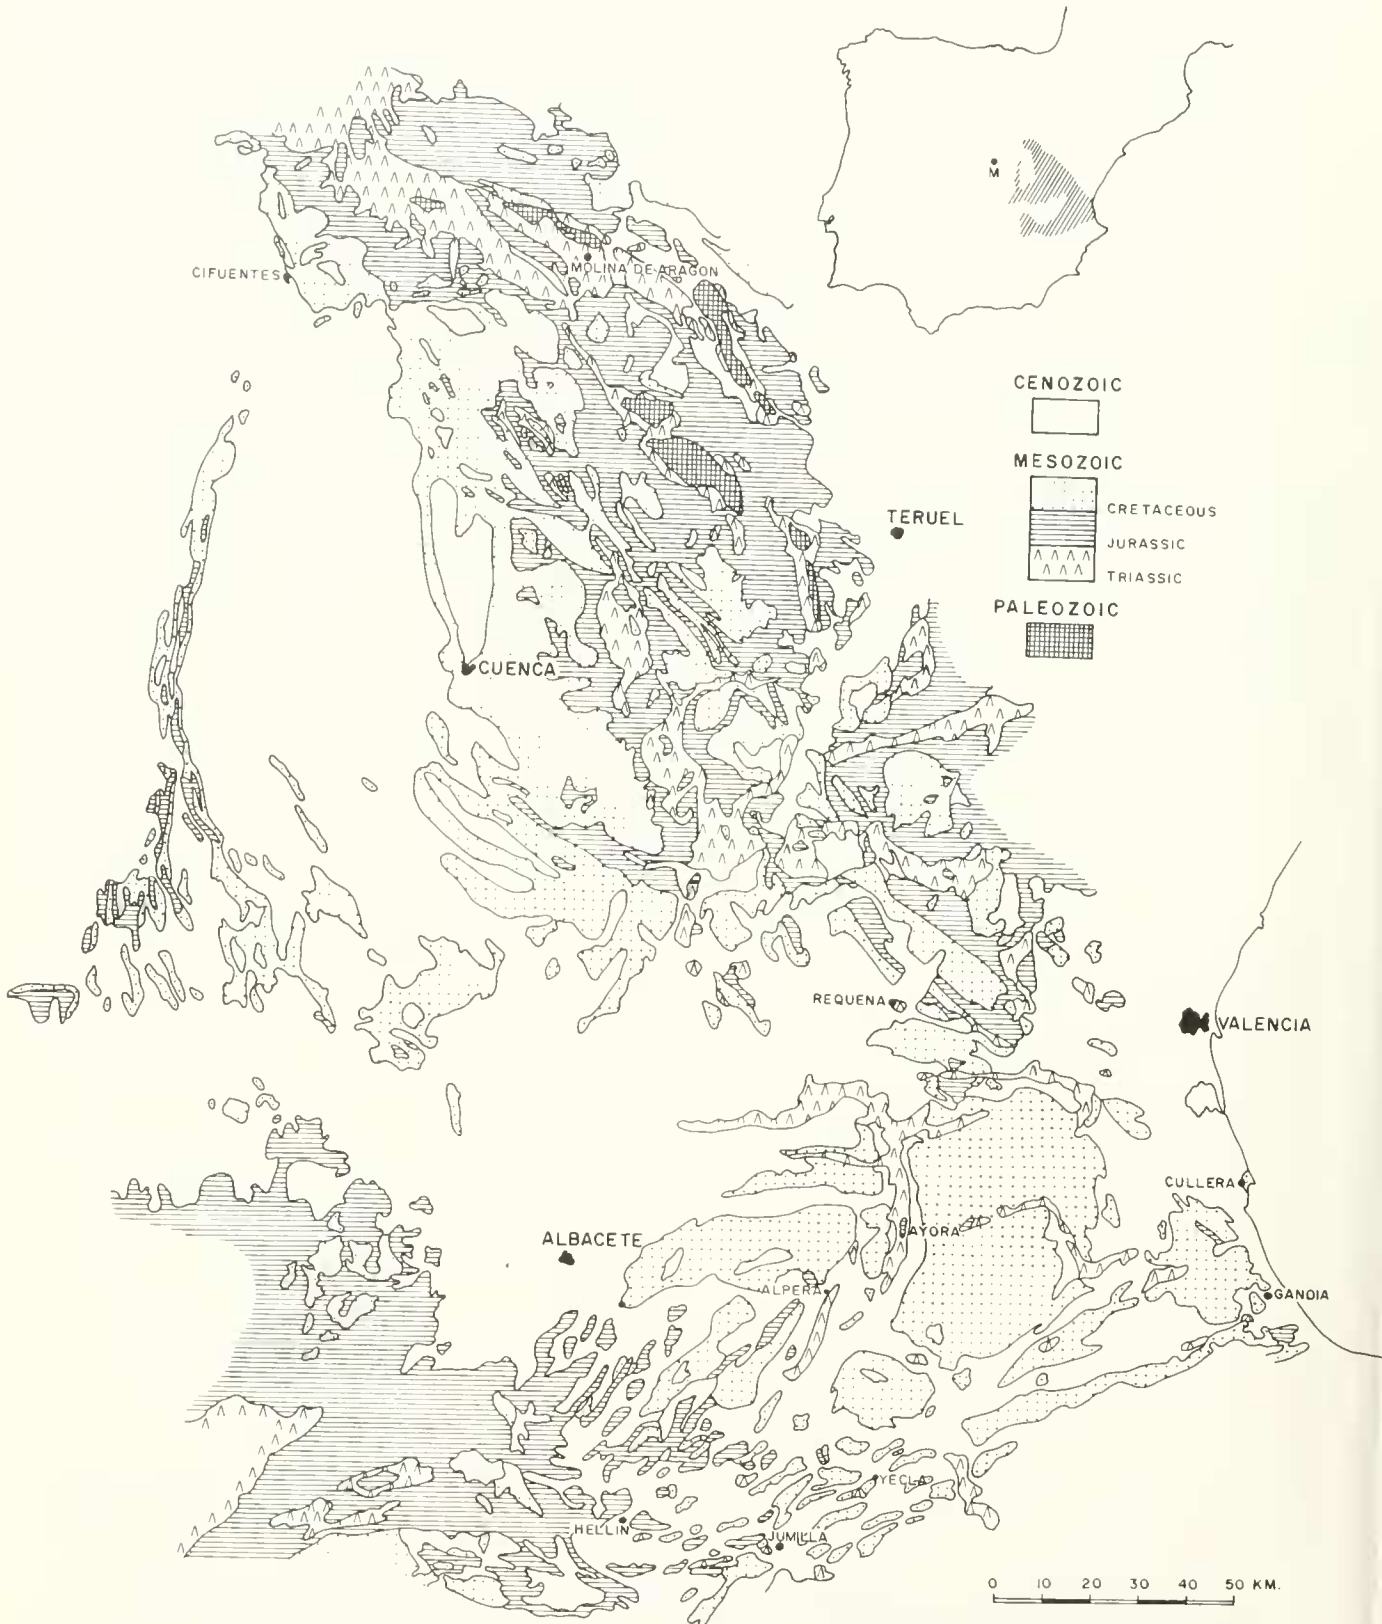 M
CIFUENTES
MOLINA DE ARAGON
CENOZOIC
MESOZOIC
CRETACEOUS
JURASSIC
TRIASSIC
TERUEL
PALEOZOIC
CUENCA
REQUENA
VALENCIA
CULLERA
AYORA
ALBACETE
ALPERA
GANDIA
YECLA
HELLIN
JUMILLA
0 10 20 30 40 50 KM.